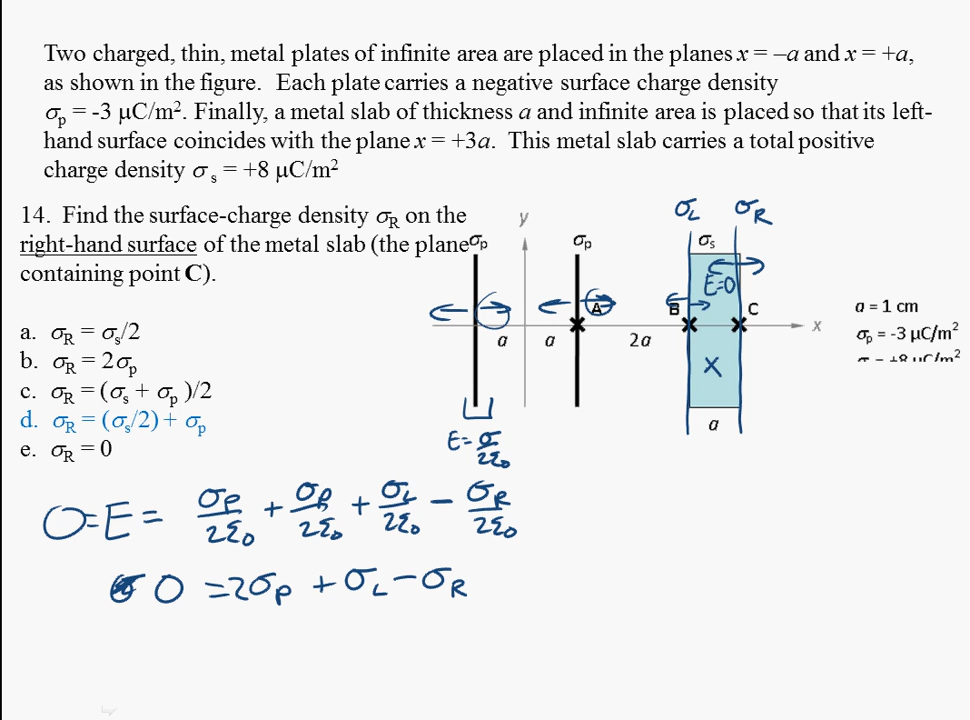 Two charged, thin, metal plates of infinite area are placed in the planes x = –a and x = +a,
as shown in the figure. Each plate carries a negative surface charge density
σp = -3 μC/m². Finally, a metal slab of thickness a and infinite area is placed so that its left-
hand surface coincides with the plane x = +3a. This metal slab carries a total positive
charge density σs = +8 μC/m²
14. Find the surface-charge density σR on the
right-hand surface of the metal slab (the plane
containing point C).
a. σR = σs/2
b. σR = 2σp
c. σR = (σs + σp )/2
d. σR = (σs/2) + σp
e. σR = 0
σL σR
y
σp σp σs
E=0
A B C
a a 2a x
X
a
a = 1 cm
σp = -3 μC/m²
σ = +8 μC/m²
E = σ/2ε0
0=E= σP/2ε0 + σP/2ε0 + σL/2ε0 − σR/2ε0
0 = 2σP + σL − σR